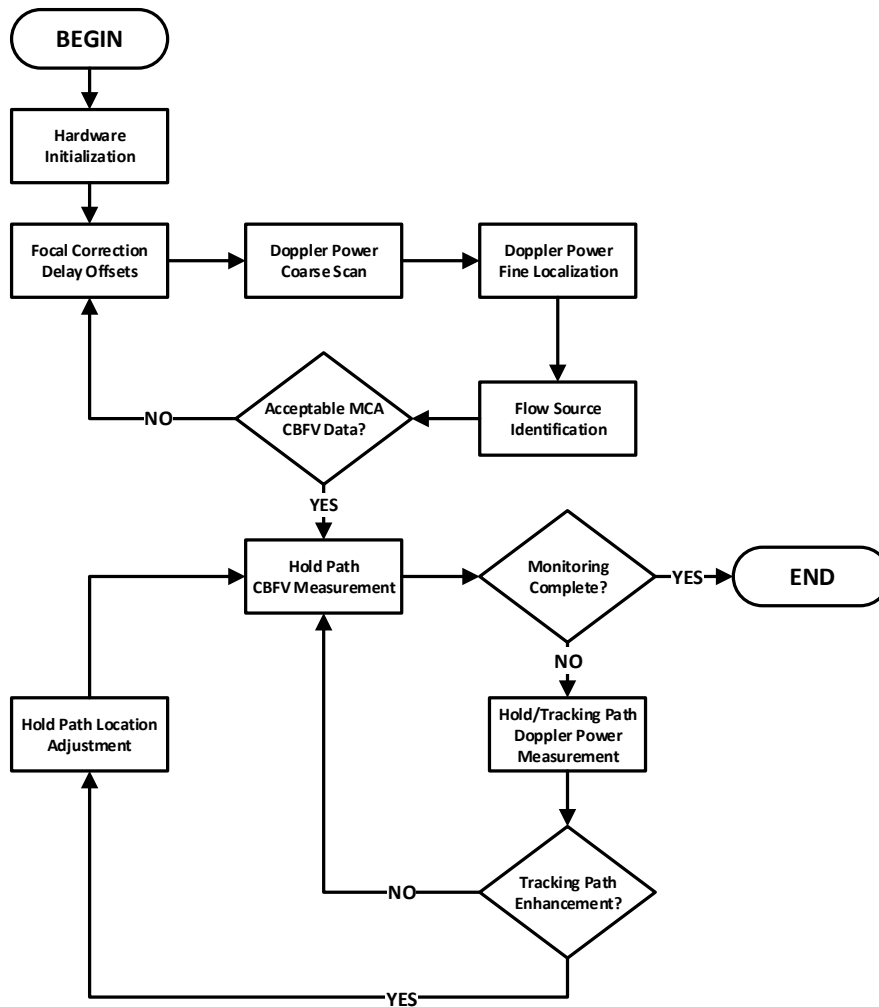 BEGIN
Hardware
Initialization
Focal Correction
Delay Offsets
Doppler Power
Coarse Scan
Doppler Power
Fine Localization
Flow Source
Identification
Acceptable MCA
CBFV Data?
NO
YES
Hold Path
CBFV Measurement
Monitoring
Complete?
YES
END
NO
Hold/Tracking Path
Doppler Power
Measurement
Hold Path Location
Adjustment
Tracking Path
Enhancement?
NO
YES